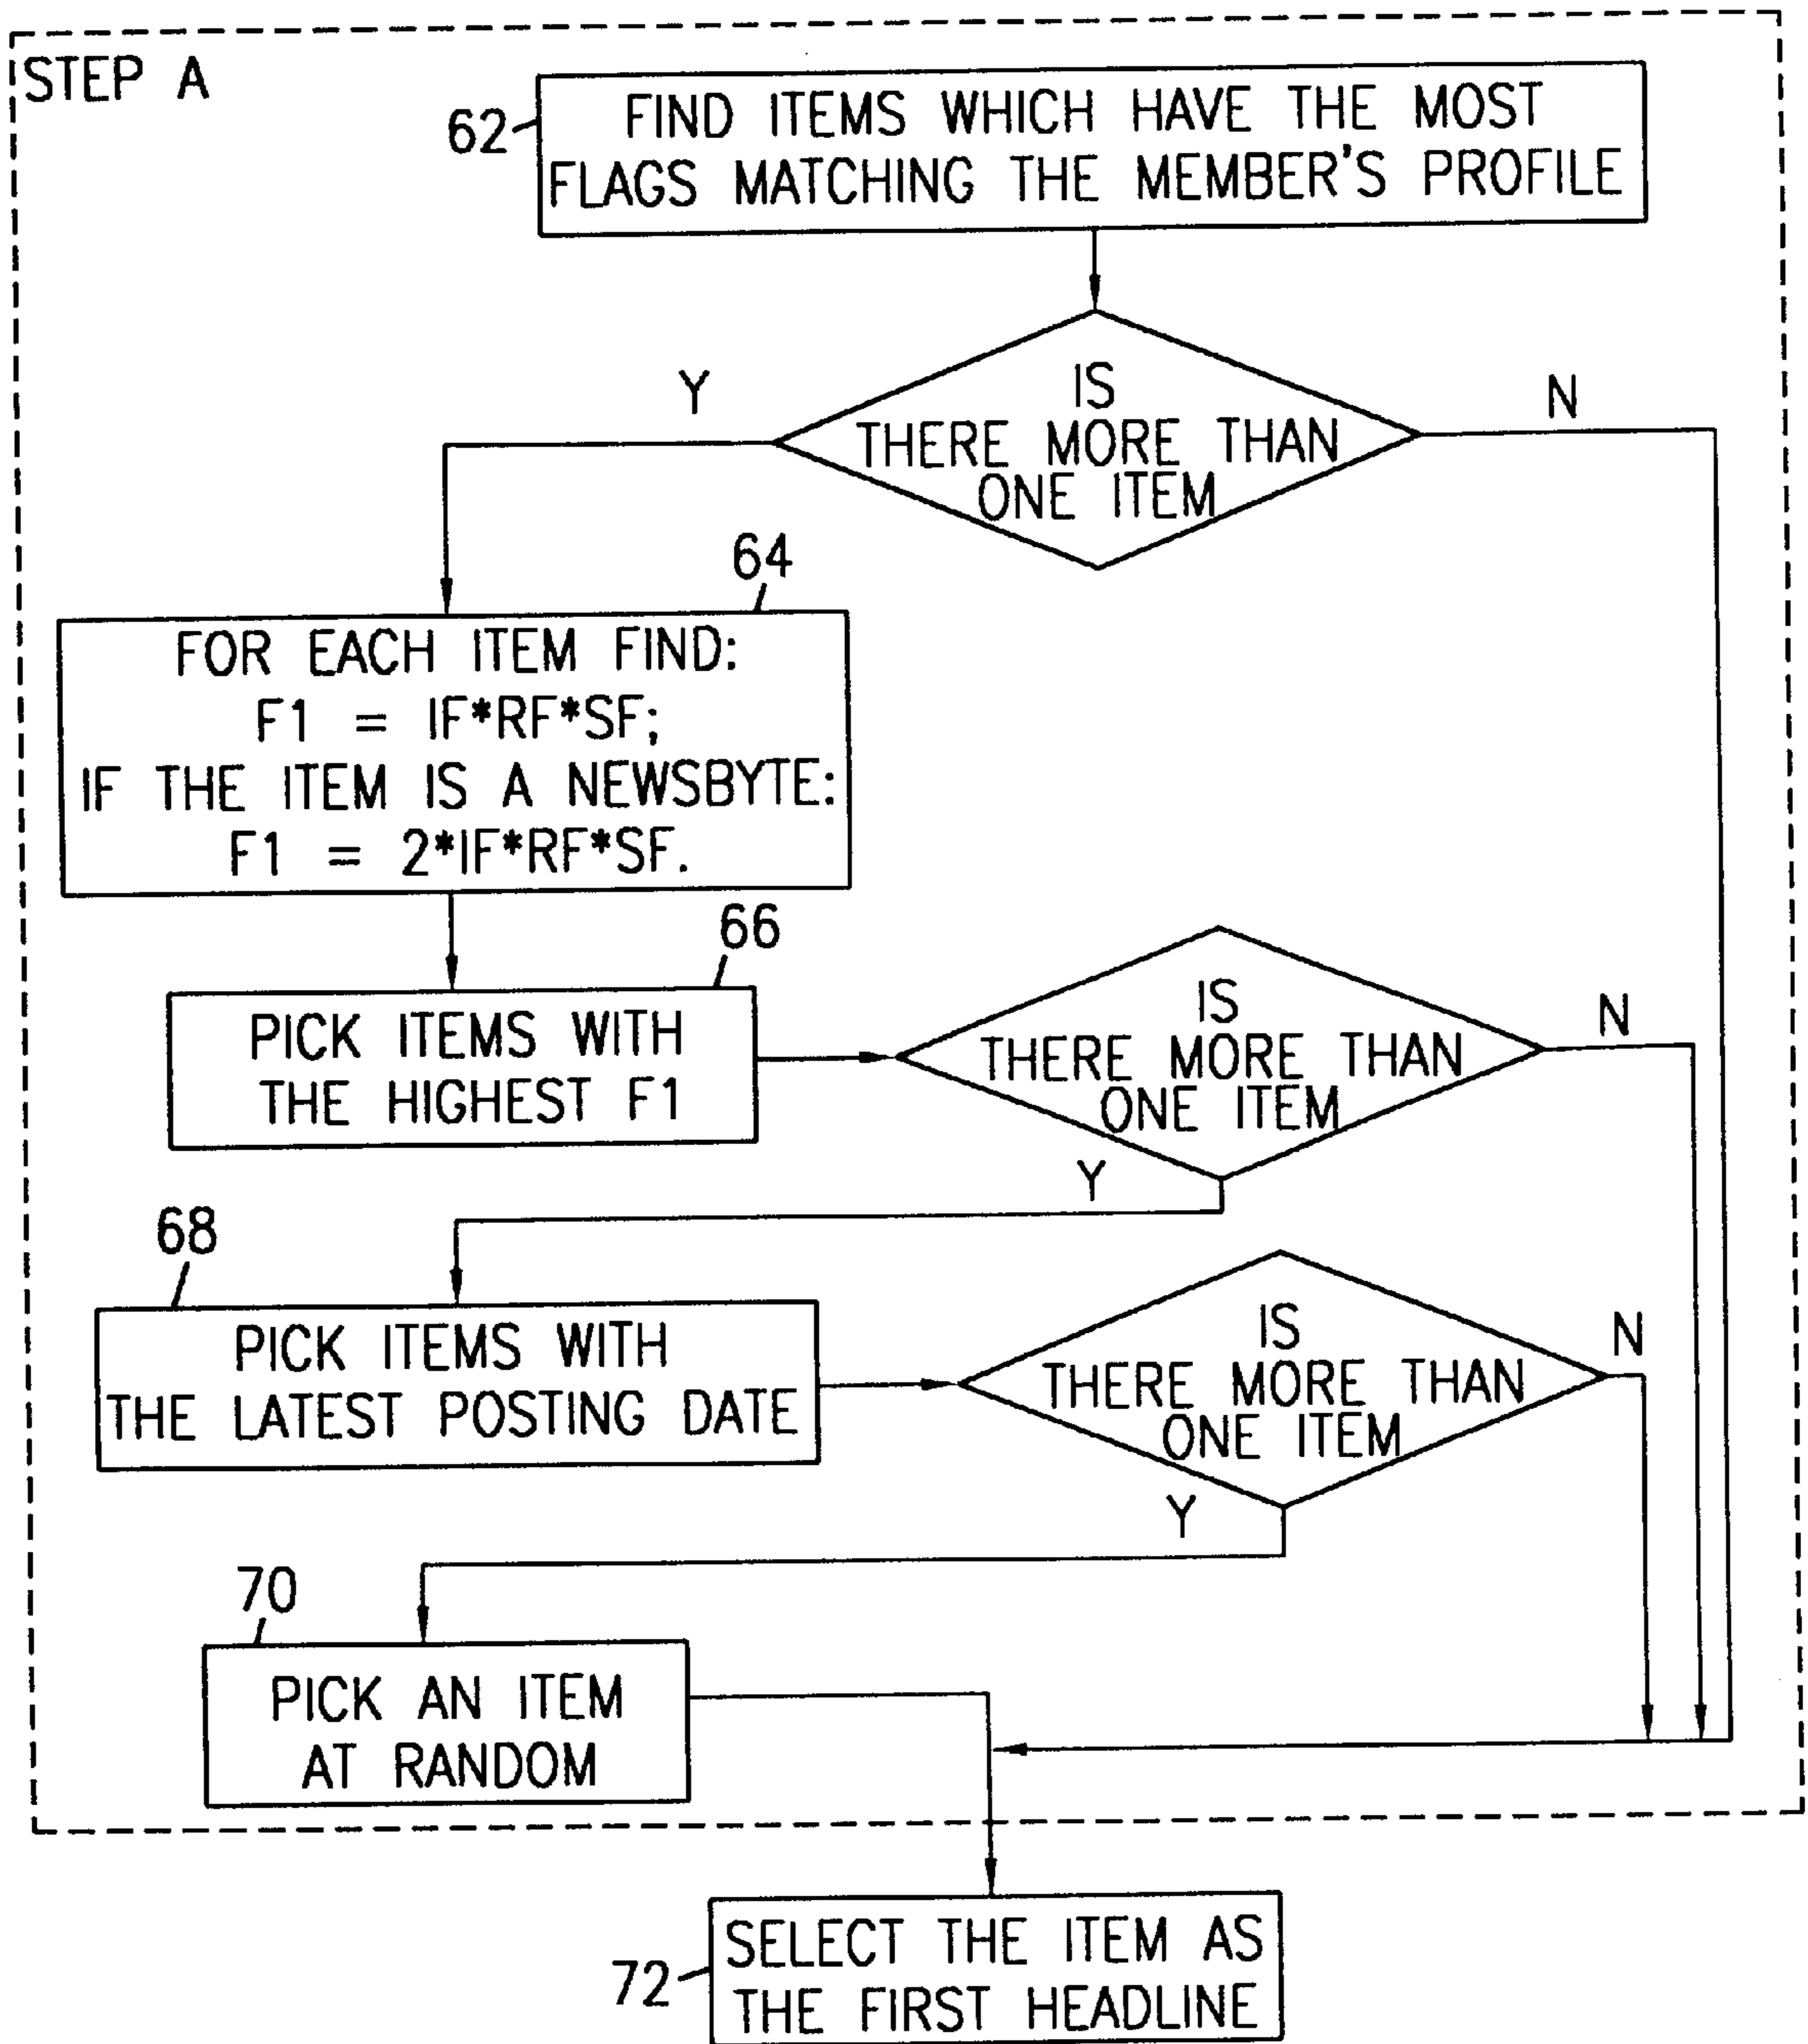 STEP A
62
FIND ITEMS WHICH HAVE THE MOST
FLAGS MATCHING THE MEMBER'S PROFILE
IS
THERE MORE THAN
ONE ITEM
Y
N
64
FOR EACH ITEM FIND:
F1 = IF*RF*SF;
IF THE ITEM IS A NEWSBYTE:
F1 = 2*IF*RF*SF.
66
PICK ITEMS WITH
THE HIGHEST F1
IS
THERE MORE THAN
ONE ITEM
N
Y
68
PICK ITEMS WITH
THE LATEST POSTING DATE
IS
THERE MORE THAN
ONE ITEM
N
Y
70
PICK AN ITEM
AT RANDOM
72
SELECT THE ITEM AS
THE FIRST HEADLINE